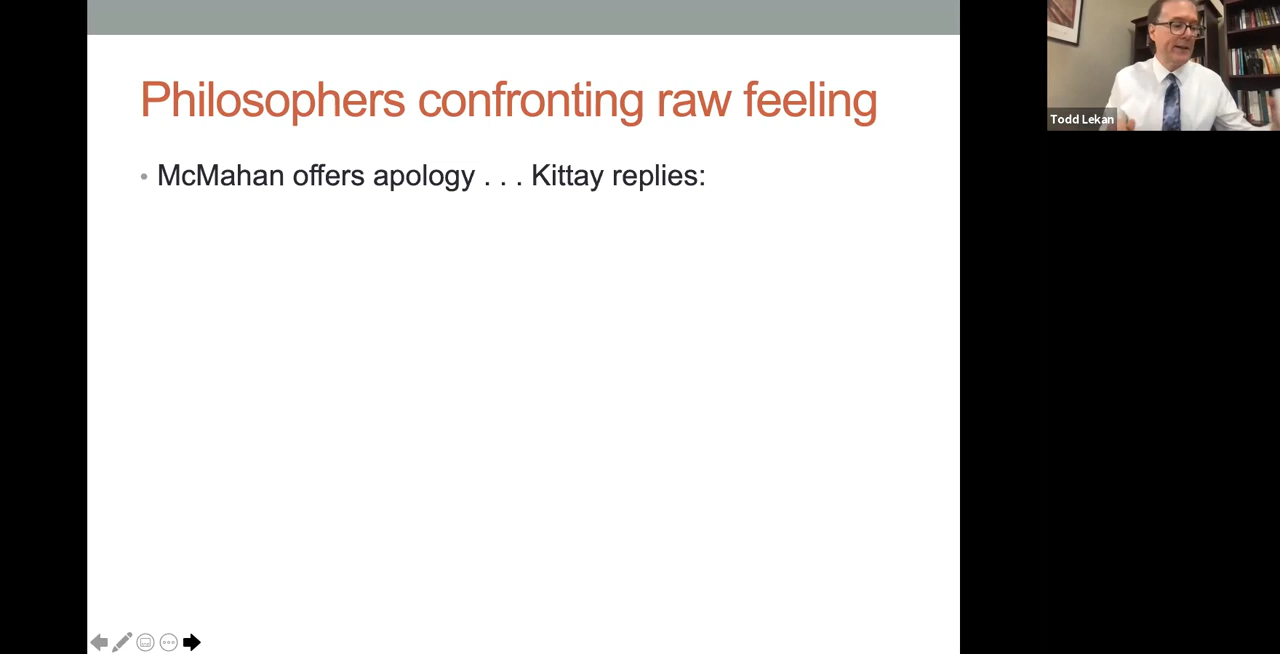 Philosophers confronting raw feeling
• McMahan offers apology . . . Kittay replies:
Todd Lekan